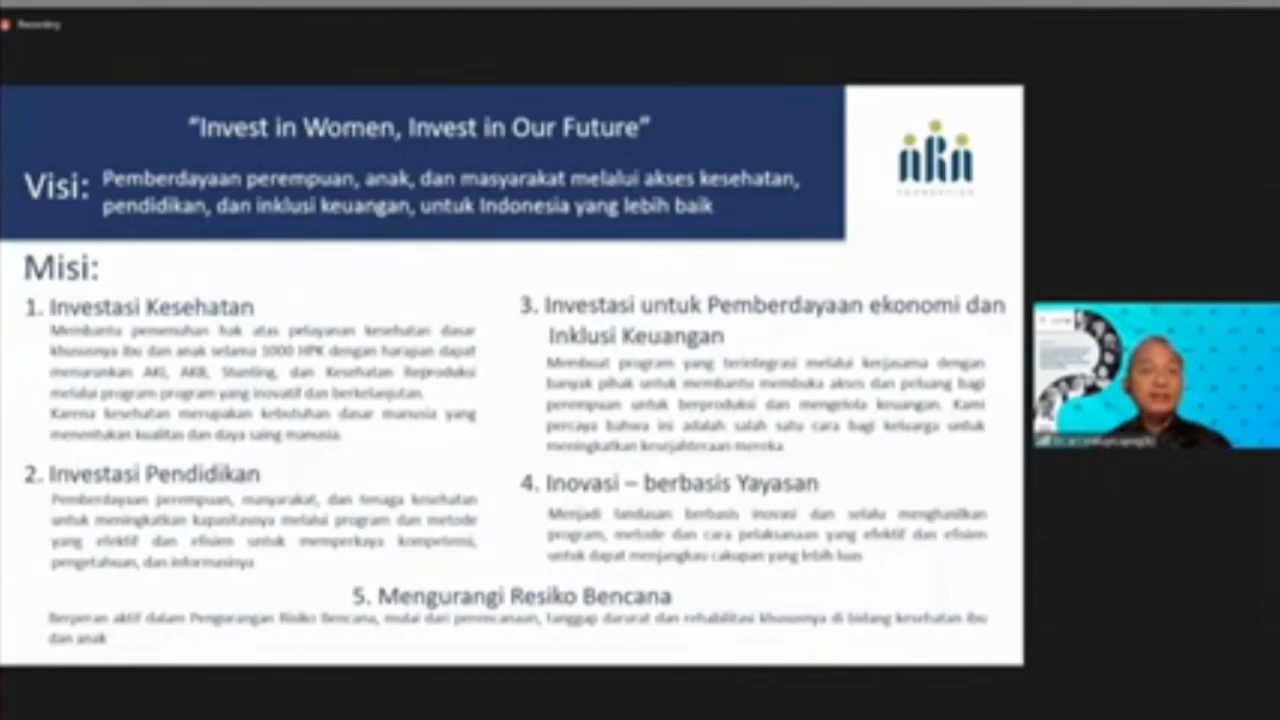 Recording
“Invest in Women, Invest in Our Future”
Visi: Pemberdayaan perempuan, anak, dan masyarakat melalui akses kesehatan,
pendidikan, dan inklusi keuangan, untuk Indonesia yang lebih baik
ARA
FOUNDATION
Misi:
1. Investasi Kesehatan
Membantu pemenuhan hak atas pelayanan kesehatan dasar
khususnya ibu dan anak selama 1000 HPK dengan harapan dapat
menurunkan AKI, AKB, Stunting, dan Kesehatan Reproduksi
melalui program program yang inovatif dan berkelanjutan.
Karena kesehatan merupakan kebutuhan dasar manusia yang
menentukan kualitas dan daya saing manusia.
2. Investasi Pendidikan
Pemberdayaan perempuan, masyarakat, dan tenaga kesehatan
untuk meningkatkan kapasitasnya melalui program dan metode
yang efektif dan efisien untuk memperkaya kompetensi,
pengetahuan, dan informasinya
3. Investasi untuk Pemberdayaan ekonomi dan
Inklusi Keuangan
Membuat program yang terintegrasi melalui kerjasama dengan
banyak pihak untuk membantu membuka akses dan peluang bagi
perempuan untuk berproduksi dan mengelola keuangan. Kami
percaya bahwa ini adalah salah satu cara bagi keluarga untuk
meningkatkan kesejahteraan mereka
4. Inovasi – berbasis Yayasan
Menjadi landasan berbasis inovasi dan selalu menghasilkan
program, metode dan cara pelaksanaan yang efektif dan efisien
untuk dapat menjangkau cakupan yang lebih luas
5. Mengurangi Resiko Bencana
Berperan aktif dalam Pengurangan Risiko Bencana, mulai dari perencanaan, tanggap darurat dan rehabilitasi khususnya di bidang kesehatan ibu
dan anak